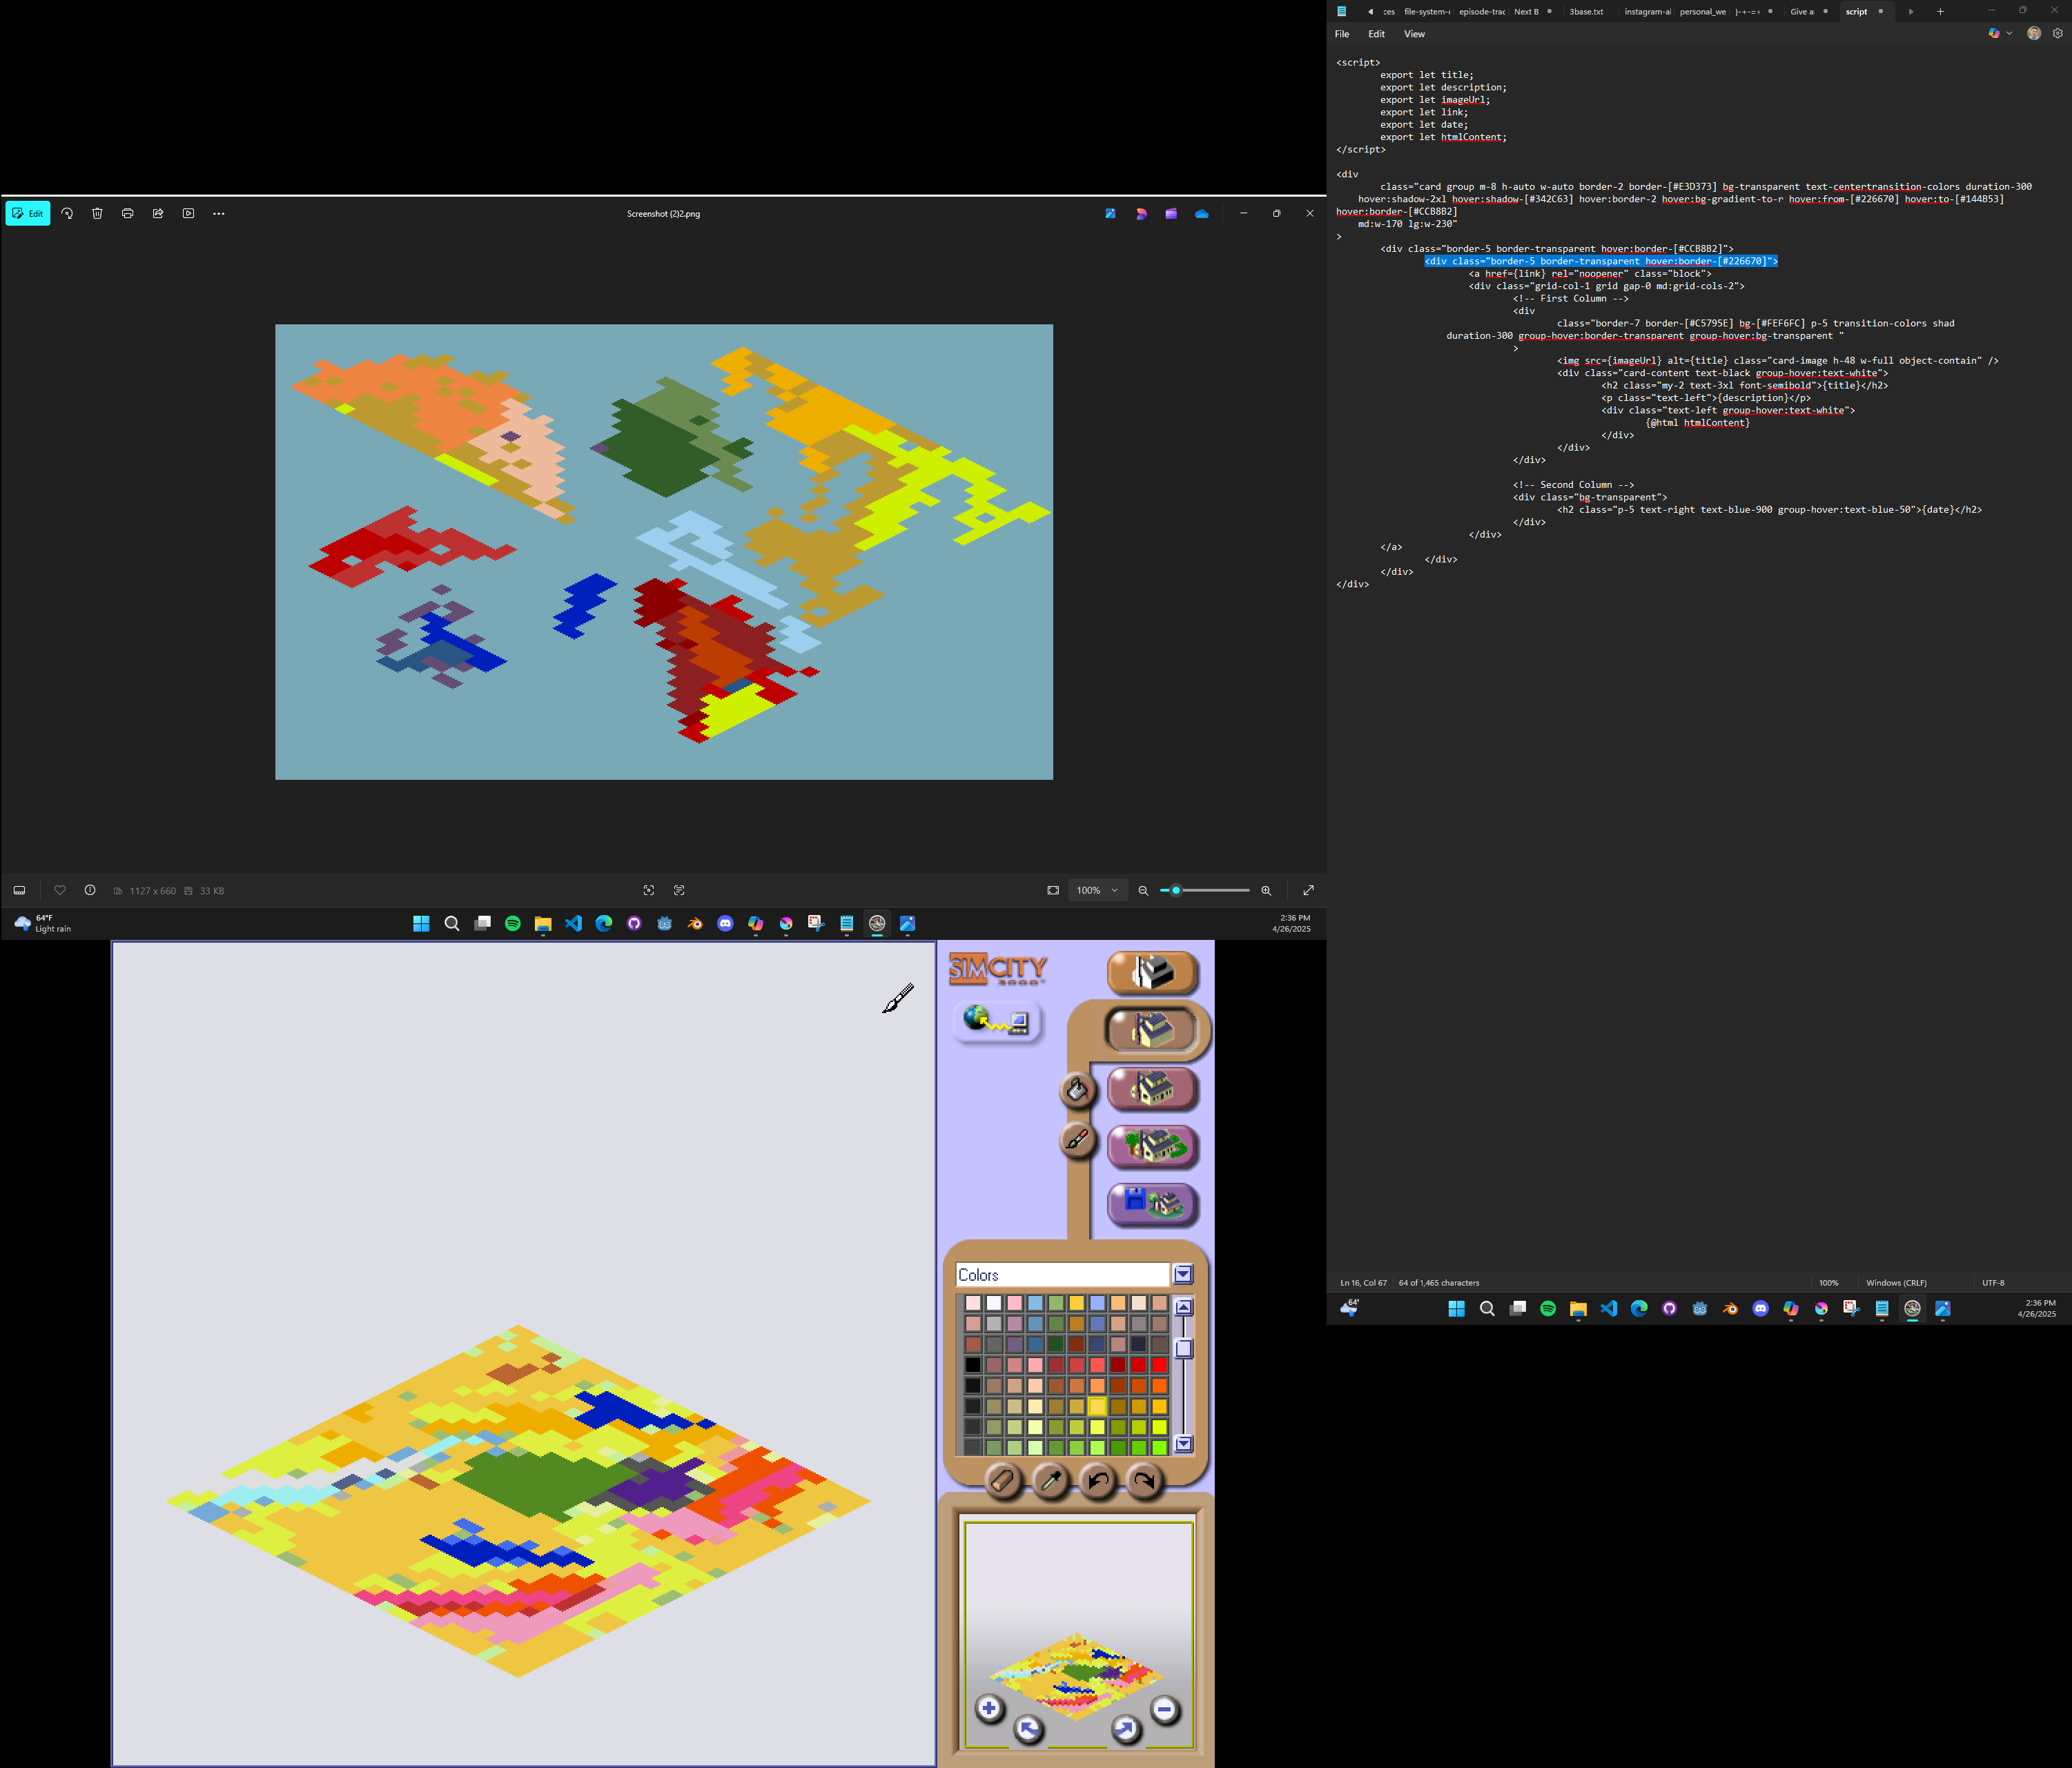 ces file-system-( episode-trac Next B 3base.txt instagram-al personal_we }-+-=-( Give a script
File Edit View
<script>
export let title;
export let description;
export let imageUrl;
export let link;
export let date;
export let htmlContent;
</script>
<div
class="card group m-8 h-auto w-auto border-2 border-[#E3D373] bg-transparent text-centertransition-colors duration-300
hover:shadow-2xl hover:shadow-[#342C63] hover:border-2 hover:bg-gradient-to-r hover:from-[#226670] hover:to-[#144B53]
hover:border-[#CCB8B2]
md:w-170 lg:w-230"
>
<div class="border-5 border-transparent hover:border-[#CCB8B2]">
<div class="border-5 border-transparent hover:border-[#226670]">
<a href={link} rel="noopener" class="block">
<div class="grid-col-1 grid gap-0 md:grid-cols-2">
<!-- First Column -->
<div
class="border-7 border-[#C5795E] bg-[#FEF6FC] p-5 transition-colors shad
duration-300 group-hover:border-transparent group-hover:bg-transparent "
>
<img src={imageUrl} alt={title} class="card-image h-48 w-full object-contain" />
<div class="card-content text-black group-hover:text-white">
<h2 class="my-2 text-3xl font-semibold">{title}</h2>
<p class="text-left">{description}</p>
<div class="text-left group-hover:text-white">
{@html htmlContent}
</div>
</div>
</div>
<!-- Second Column -->
<div class="bg-transparent">
<h2 class="p-5 text-right text-blue-900 group-hover:text-blue-50">{date}</h2>
</div>
</div>
</a>
</div>
</div>
</div>
Ln 16, Col 67 64 of 1,465 characters 100% Windows (CRLF) UTF-8
64°
2:36 PM
4/26/2025
Edit Screenshot (2)2.png
1127 x 660 33 KB 100%
64°F
Light rain
2:36 PM
4/26/2025
SIMCITY
3000
Colors